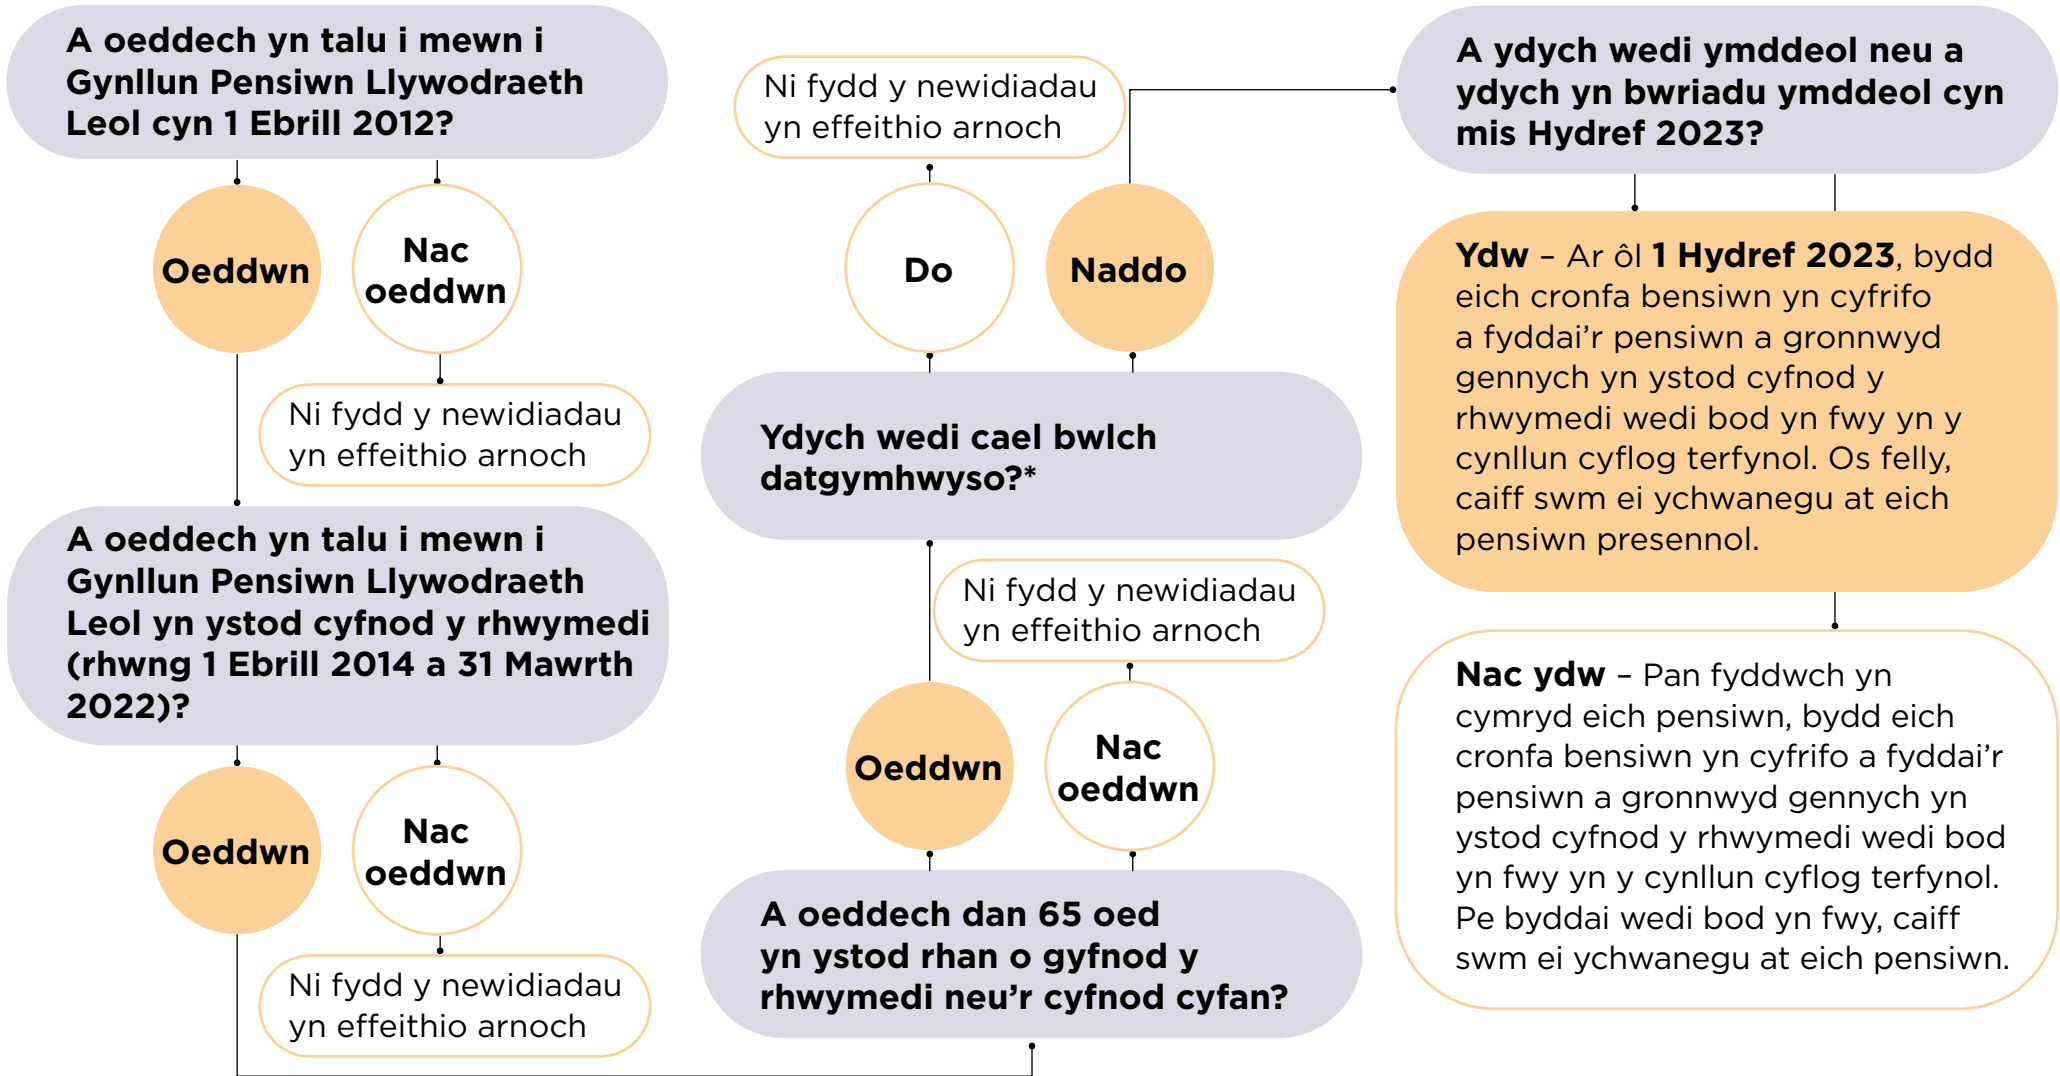 A oeddech yn talu i mewn i
Gynllun Pensiwn Llywodraeth
Leol cyn 1 Ebrill 2012?
Oeddwn
Nac
oeddwn
Ni fydd y newidiadau
yn effeithio arnoch
A oeddech yn talu i mewn i
Gynllun Pensiwn Llywodraeth
Leol yn ystod cyfnod y rhwymedi
(rhwng 1 Ebrill 2014 a 31 Mawrth
2022)?
Oeddwn
Nac
oeddwn
Ni fydd y newidiadau
yn effeithio arnoch
A oeddech dan 65 oed
yn ystod rhan o gyfnod y
rhwymedi neu'r cyfnod cyfan?
Oeddwn
Nac
oeddwn
Ni fydd y newidiadau
yn effeithio arnoch
Ydych wedi cael bwlch
datgymhwyso?*
Do
Naddo
Ni fydd y newidiadau
yn effeithio arnoch
A ydych wedi ymddeol neu a
ydych yn bwriadu ymddeol cyn
mis Hydref 2023?
Ydw – Ar ôl 1 Hydref 2023, bydd
eich cronfa bensiwn yn cyfrifo
a fyddai'r pensiwn a gronnwyd
gennych yn ystod cyfnod y
rhwymedi wedi bod yn fwy yn y
cynllun cyflog terfynol. Os felly,
caiff swm ei ychwanegu at eich
pensiwn presennol.
Nac ydw – Pan fyddwch yn
cymryd eich pensiwn, bydd eich
cronfa bensiwn yn cyfrifo a fyddai'r
pensiwn a gronnwyd gennych yn
ystod cyfnod y rhwymedi wedi bod
yn fwy yn y cynllun cyflog terfynol.
Pe byddai wedi bod yn fwy, caiff
swm ei ychwanegu at eich pensiwn.